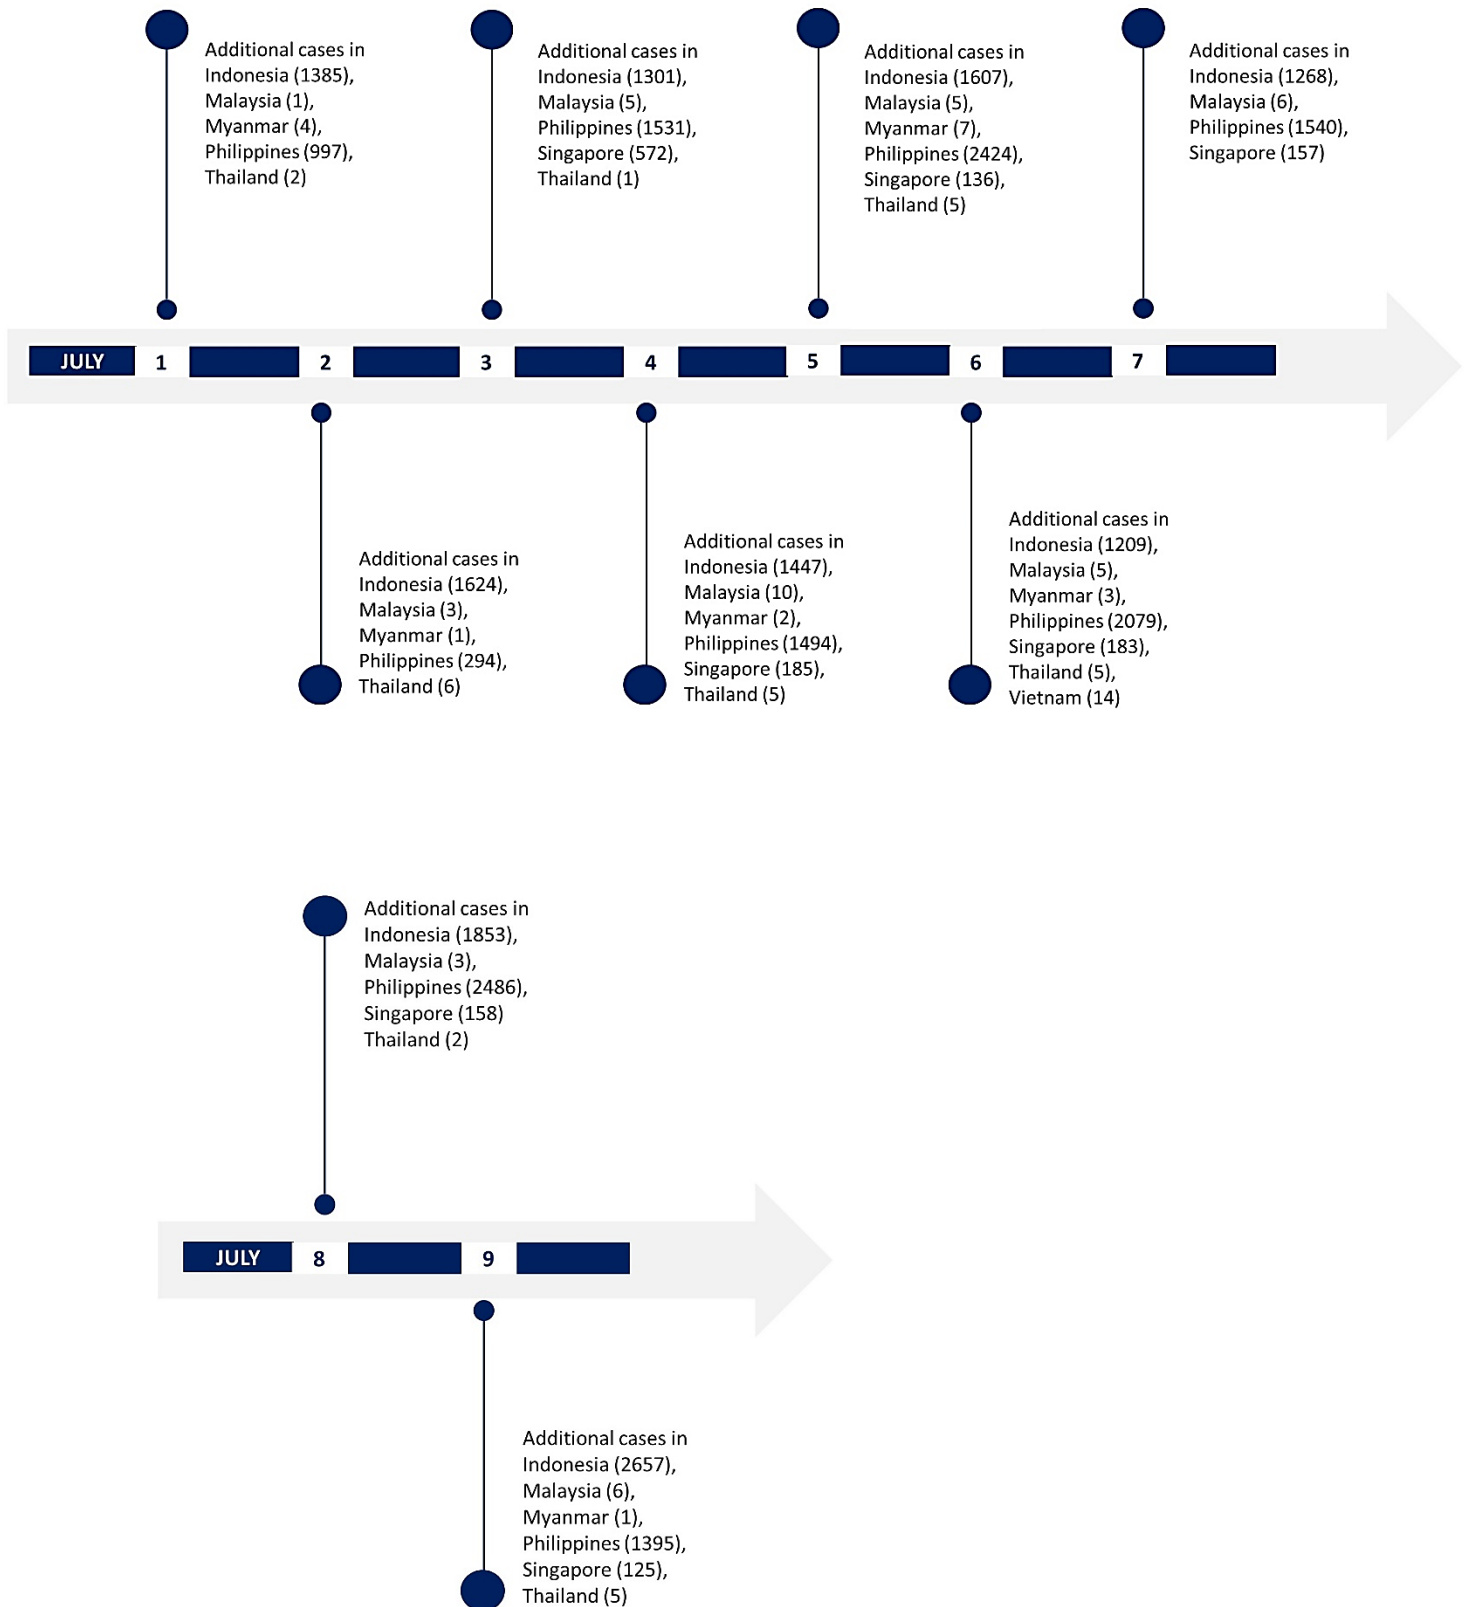 Additional cases in
Indonesia (1385),
Malaysia (1),
Myanmar (4),
Philippines (997),
Thailand (2)
Additional cases in
Indonesia (1301),
Malaysia (5),
Philippines (1531),
Singapore (572),
Thailand (1)
Additional cases in
Indonesia (1607),
Malaysia (5),
Myanmar (7),
Philippines (2424),
Singapore (136),
Thailand (5)
Additional cases in
Indonesia (1268),
Malaysia (6),
Philippines (1540),
Singapore (157)
JULY 1 2 3 4 5 6 7
Additional cases in
Indonesia (1624),
Malaysia (3),
Myanmar (1),
Philippines (294),
Thailand (6)
Additional cases in
Indonesia (1447),
Malaysia (10),
Myanmar (2),
Philippines (1494),
Singapore (185),
Thailand (5)
Additional cases in
Indonesia (1209),
Malaysia (5),
Myanmar (3),
Philippines (2079),
Singapore (183),
Thailand (5),
Vietnam (14)
Additional cases in
Indonesia (1853),
Malaysia (3),
Philippines (2486),
Singapore (158)
Thailand (2)
JULY 8 9
Additional cases in
Indonesia (2657),
Malaysia (6),
Myanmar (1),
Philippines (1395),
Singapore (125),
Thailand (5)